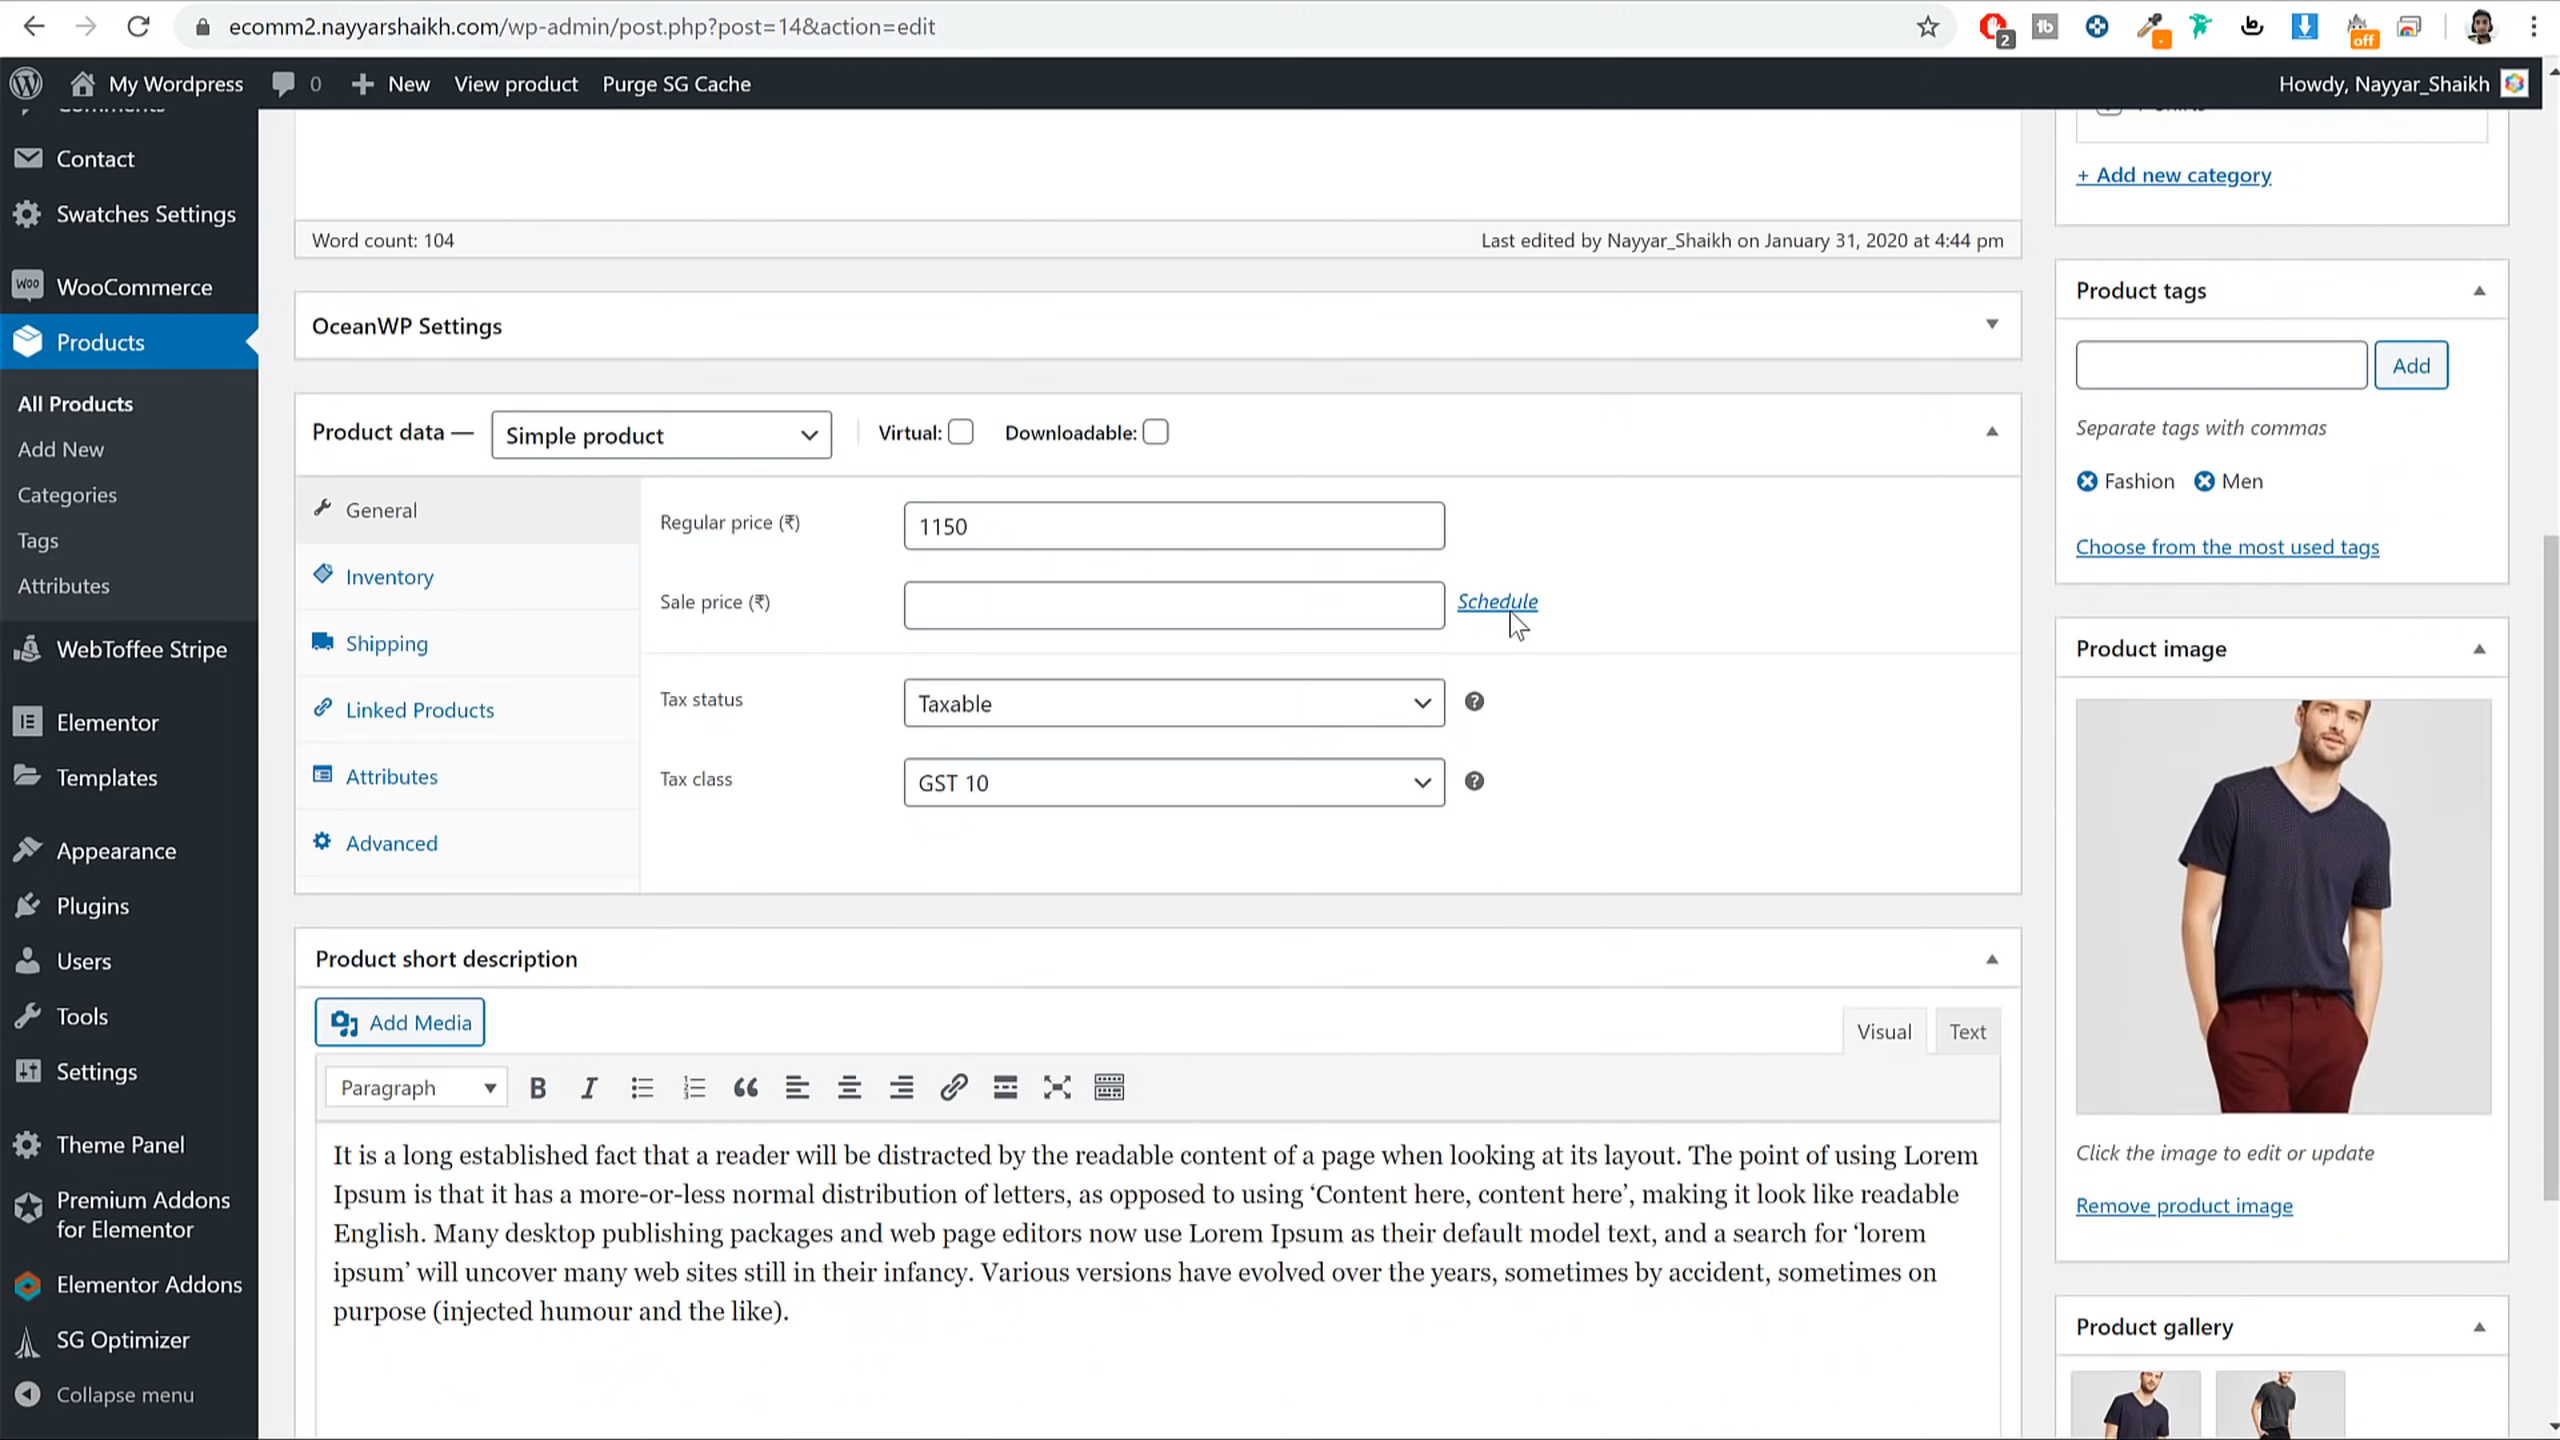 ecomm2.nayyarshaikh.com/wp-admin/post.php?post=14&action=edit
2
off
My Wordpress
0
New
View product
Purge SG Cache
Howdy, Nayyar_Shaikh
Comments
Contact
Swatches Settings
WooCommerce
Products
All Products
Add New
Categories
Tags
Attributes
WebToffee Stripe
Elementor
Templates
Appearance
Plugins
Users
Tools
Settings
Theme Panel
Premium Addons
for Elementor
Elementor Addons
SG Optimizer
Collapse menu
Word count: 104
Last edited by Nayyar_Shaikh on January 31, 2020 at 4:44 pm
OceanWP Settings
Product data —
Simple product
Virtual:
Downloadable:
General
Inventory
Shipping
Linked Products
Attributes
Advanced
Regular price (₹)
1150
Sale price (₹)
Schedule
Tax status
Taxable
Tax class
GST 10
Product short description
Add Media
Visual
Text
Paragraph
It is a long established fact that a reader will be distracted by the readable content of a page when looking at its layout. The point of using Lorem
Ipsum is that it has a more-or-less normal distribution of letters, as opposed to using ‘Content here, content here’, making it look like readable
English. Many desktop publishing packages and web page editors now use Lorem Ipsum as their default model text, and a search for ‘lorem
ipsum’ will uncover many web sites still in their infancy. Various versions have evolved over the years, sometimes by accident, sometimes on
purpose (injected humour and the like).
+ Add new category
Product tags
Add
Separate tags with commas
Fashion
Men
Choose from the most used tags
Product image
Click the image to edit or update
Remove product image
Product gallery